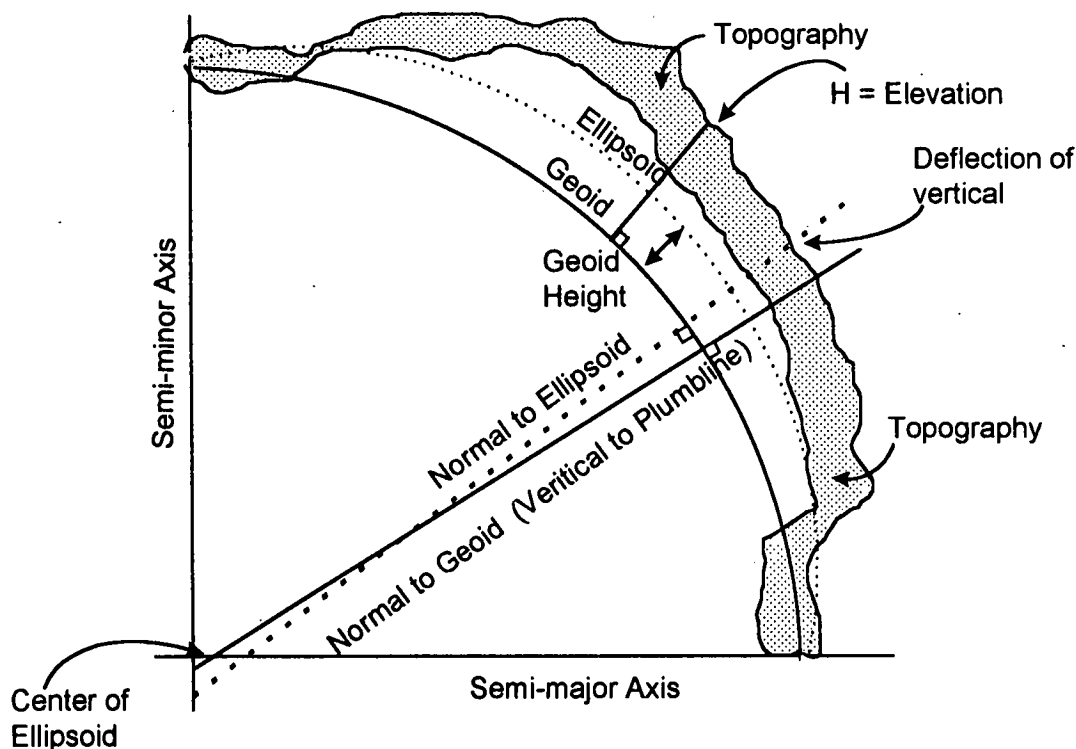 Topography
H = Elevation
Deflection of
vertical
Ellipsoid
Geoid
Geoid
Height
Semi-minor Axis
Normal to Ellipsoid
Normal to Geoid (Veritical to Plumbline)
Topography
Center of
Ellipsoid
Semi-major Axis